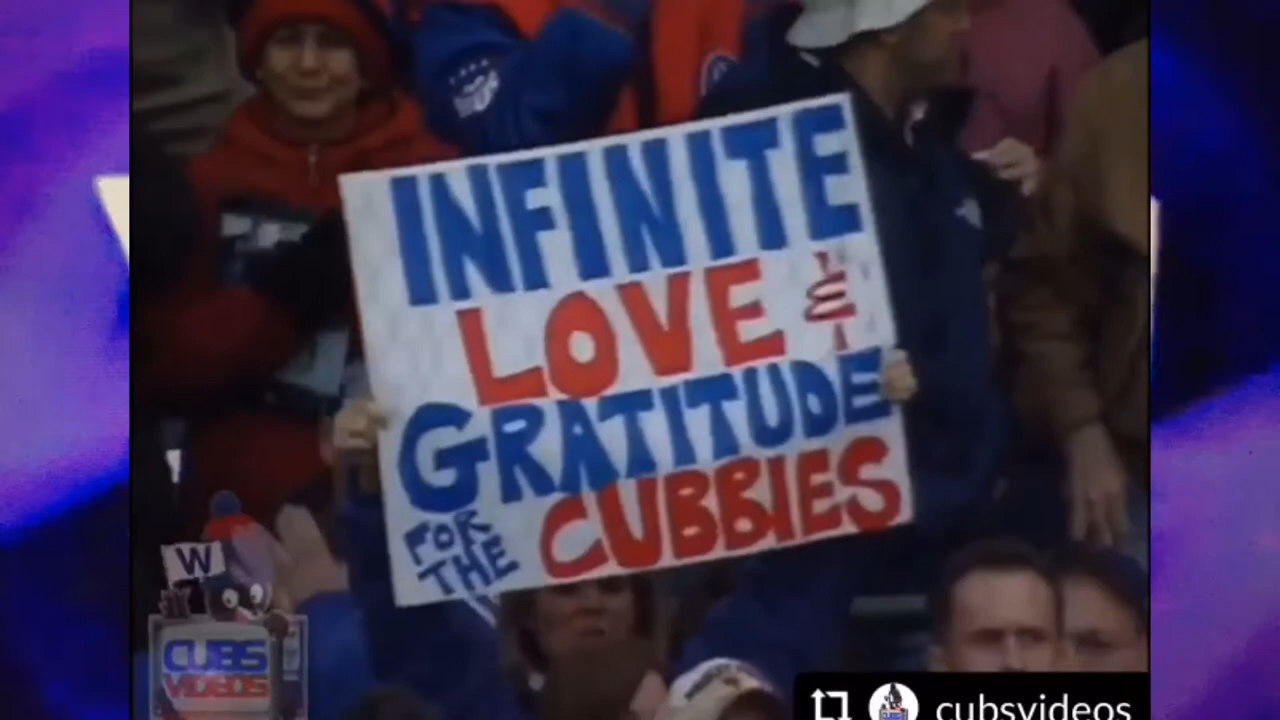 INFINITE
LOVE &
GRATITUDE
FOR THE CUBBIES
W
CUBS
VIDEOS
cubsvideos